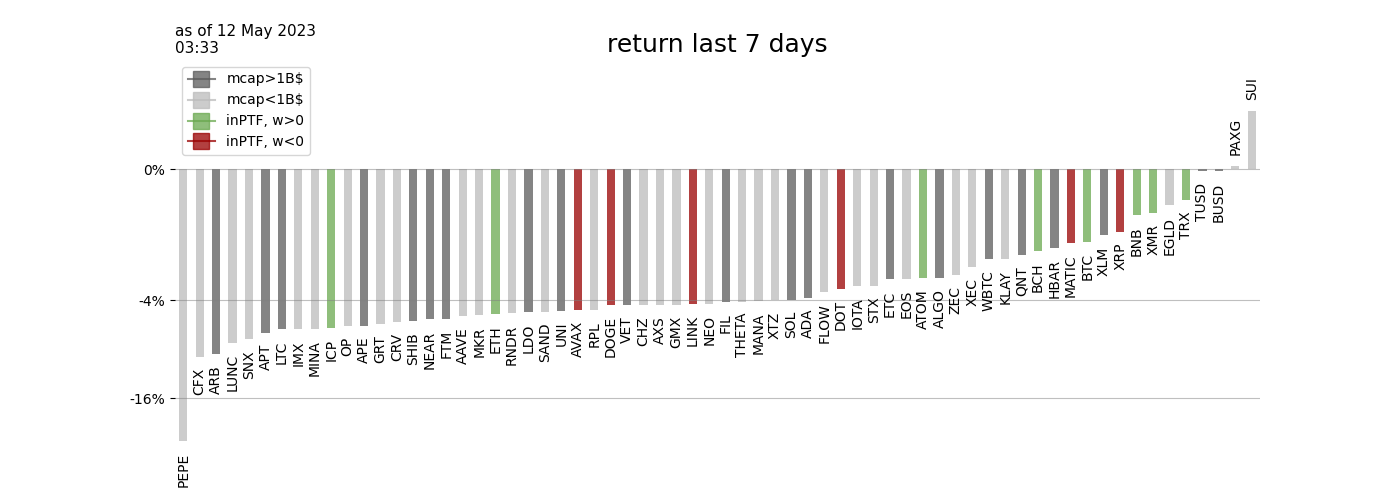 as of 12 May 2023
03:33
return last 7 days
mcap>1B$
mcap<1B$
inPTF, w>0
inPTF, w<0
0%
-4%
-16%
PEPE
CFX
ARB
LUNC
SNX
APT
LTC
IMX
MINA
ICP
OP
APE
GRT
CRV
SHIB
NEAR
FTM
AAVE
MKR
ETH
RNDR
LDO
SAND
UNI
AVAX
RPL
DOGE
VET
CHZ
AXS
GMX
LINK
NEO
FIL
THETA
MANA
XTZ
SOL
ADA
FLOW
DOT
IOTA
STX
ETC
EOS
ATOM
ALGO
ZEC
XEC
WBTC
KLAY
QNT
BCH
HBAR
MATIC
BTC
XLM
XRP
BNB
XMR
EGLD
TRX
TUSD
BUSD
PAXG
SUI